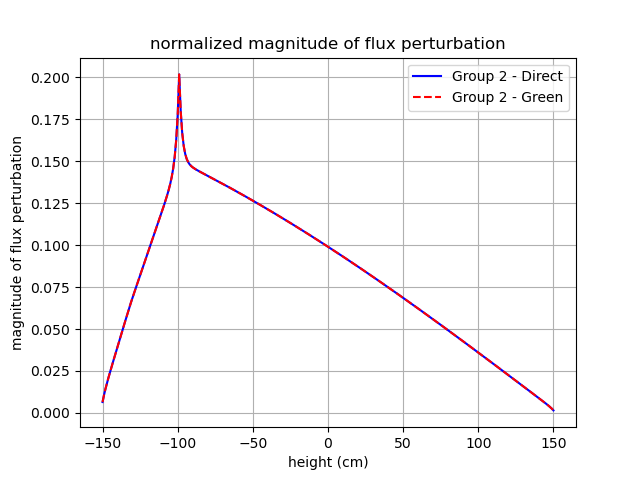 normalized magnitude of flux perturbation
Group 2 - Direct
Group 2 - Green
magnitude of flux perturbation
0.200
0.175
0.150
0.125
0.100
0.075
0.050
0.025
0.000
−150 −100 −50 0 50 100 150
height (cm)